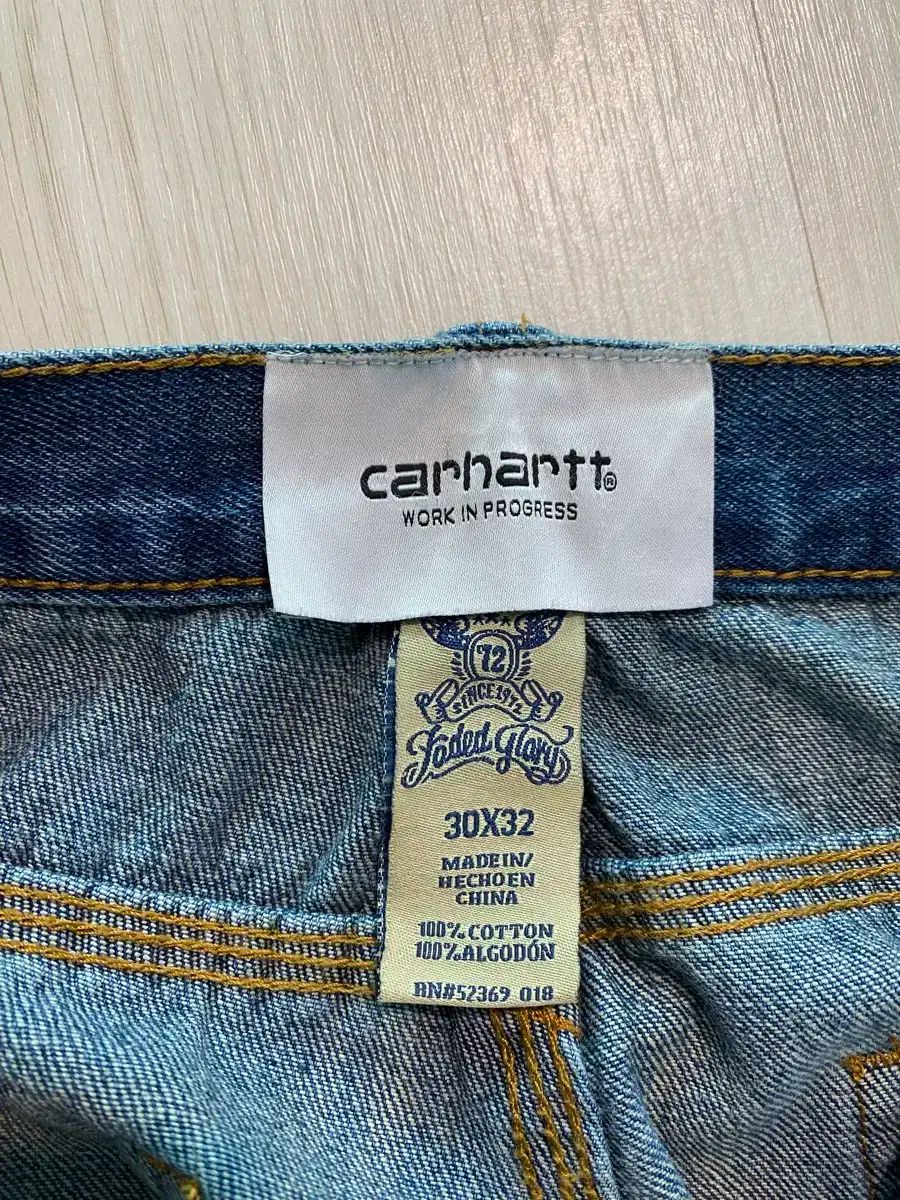 carhartt®
WORK IN PROGRESS
XXX
72
SINCE 1972
Faded Glory
30X32
MADE IN/
HECHO EN
CHINA
100% COTTON
100% ALGODÓN
RN#52369 018